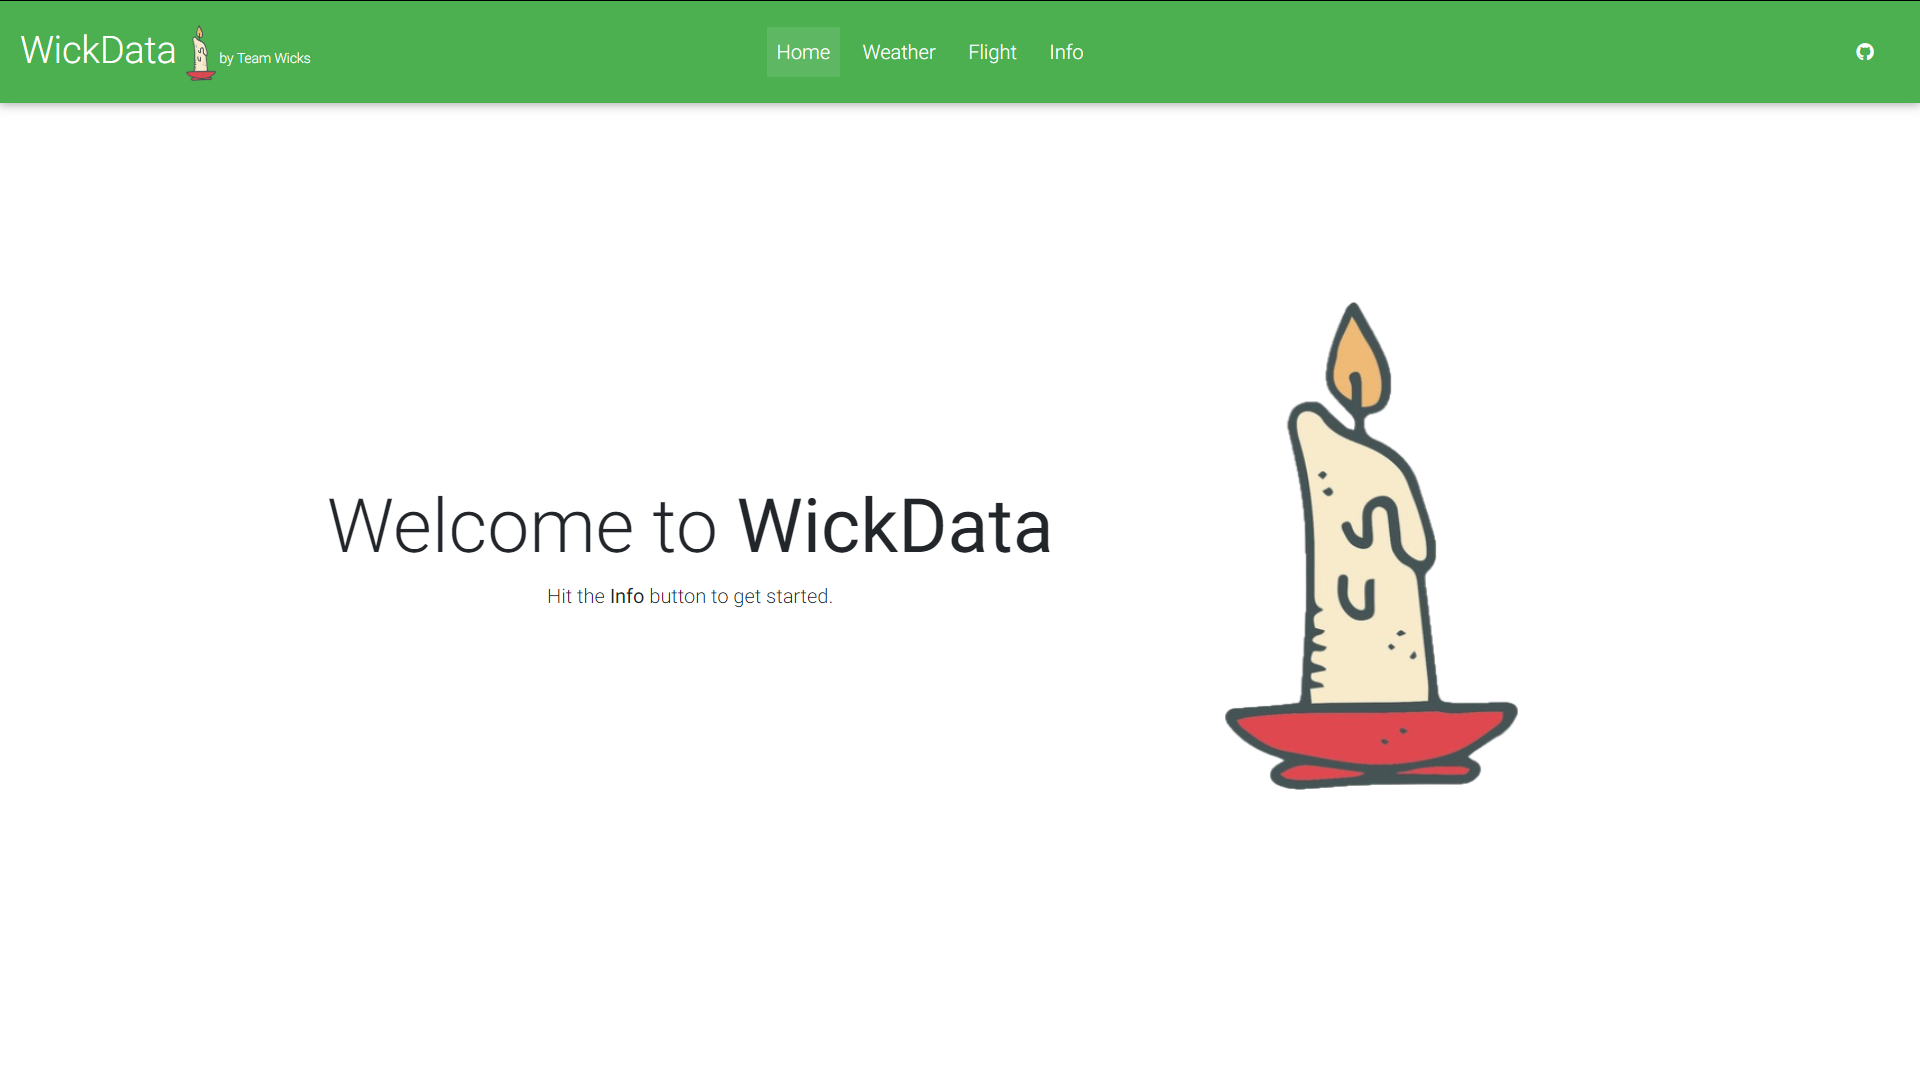 WickData by Team Wicks
Home Weather Flight Info
Welcome to WickData
Hit the Info button to get started.